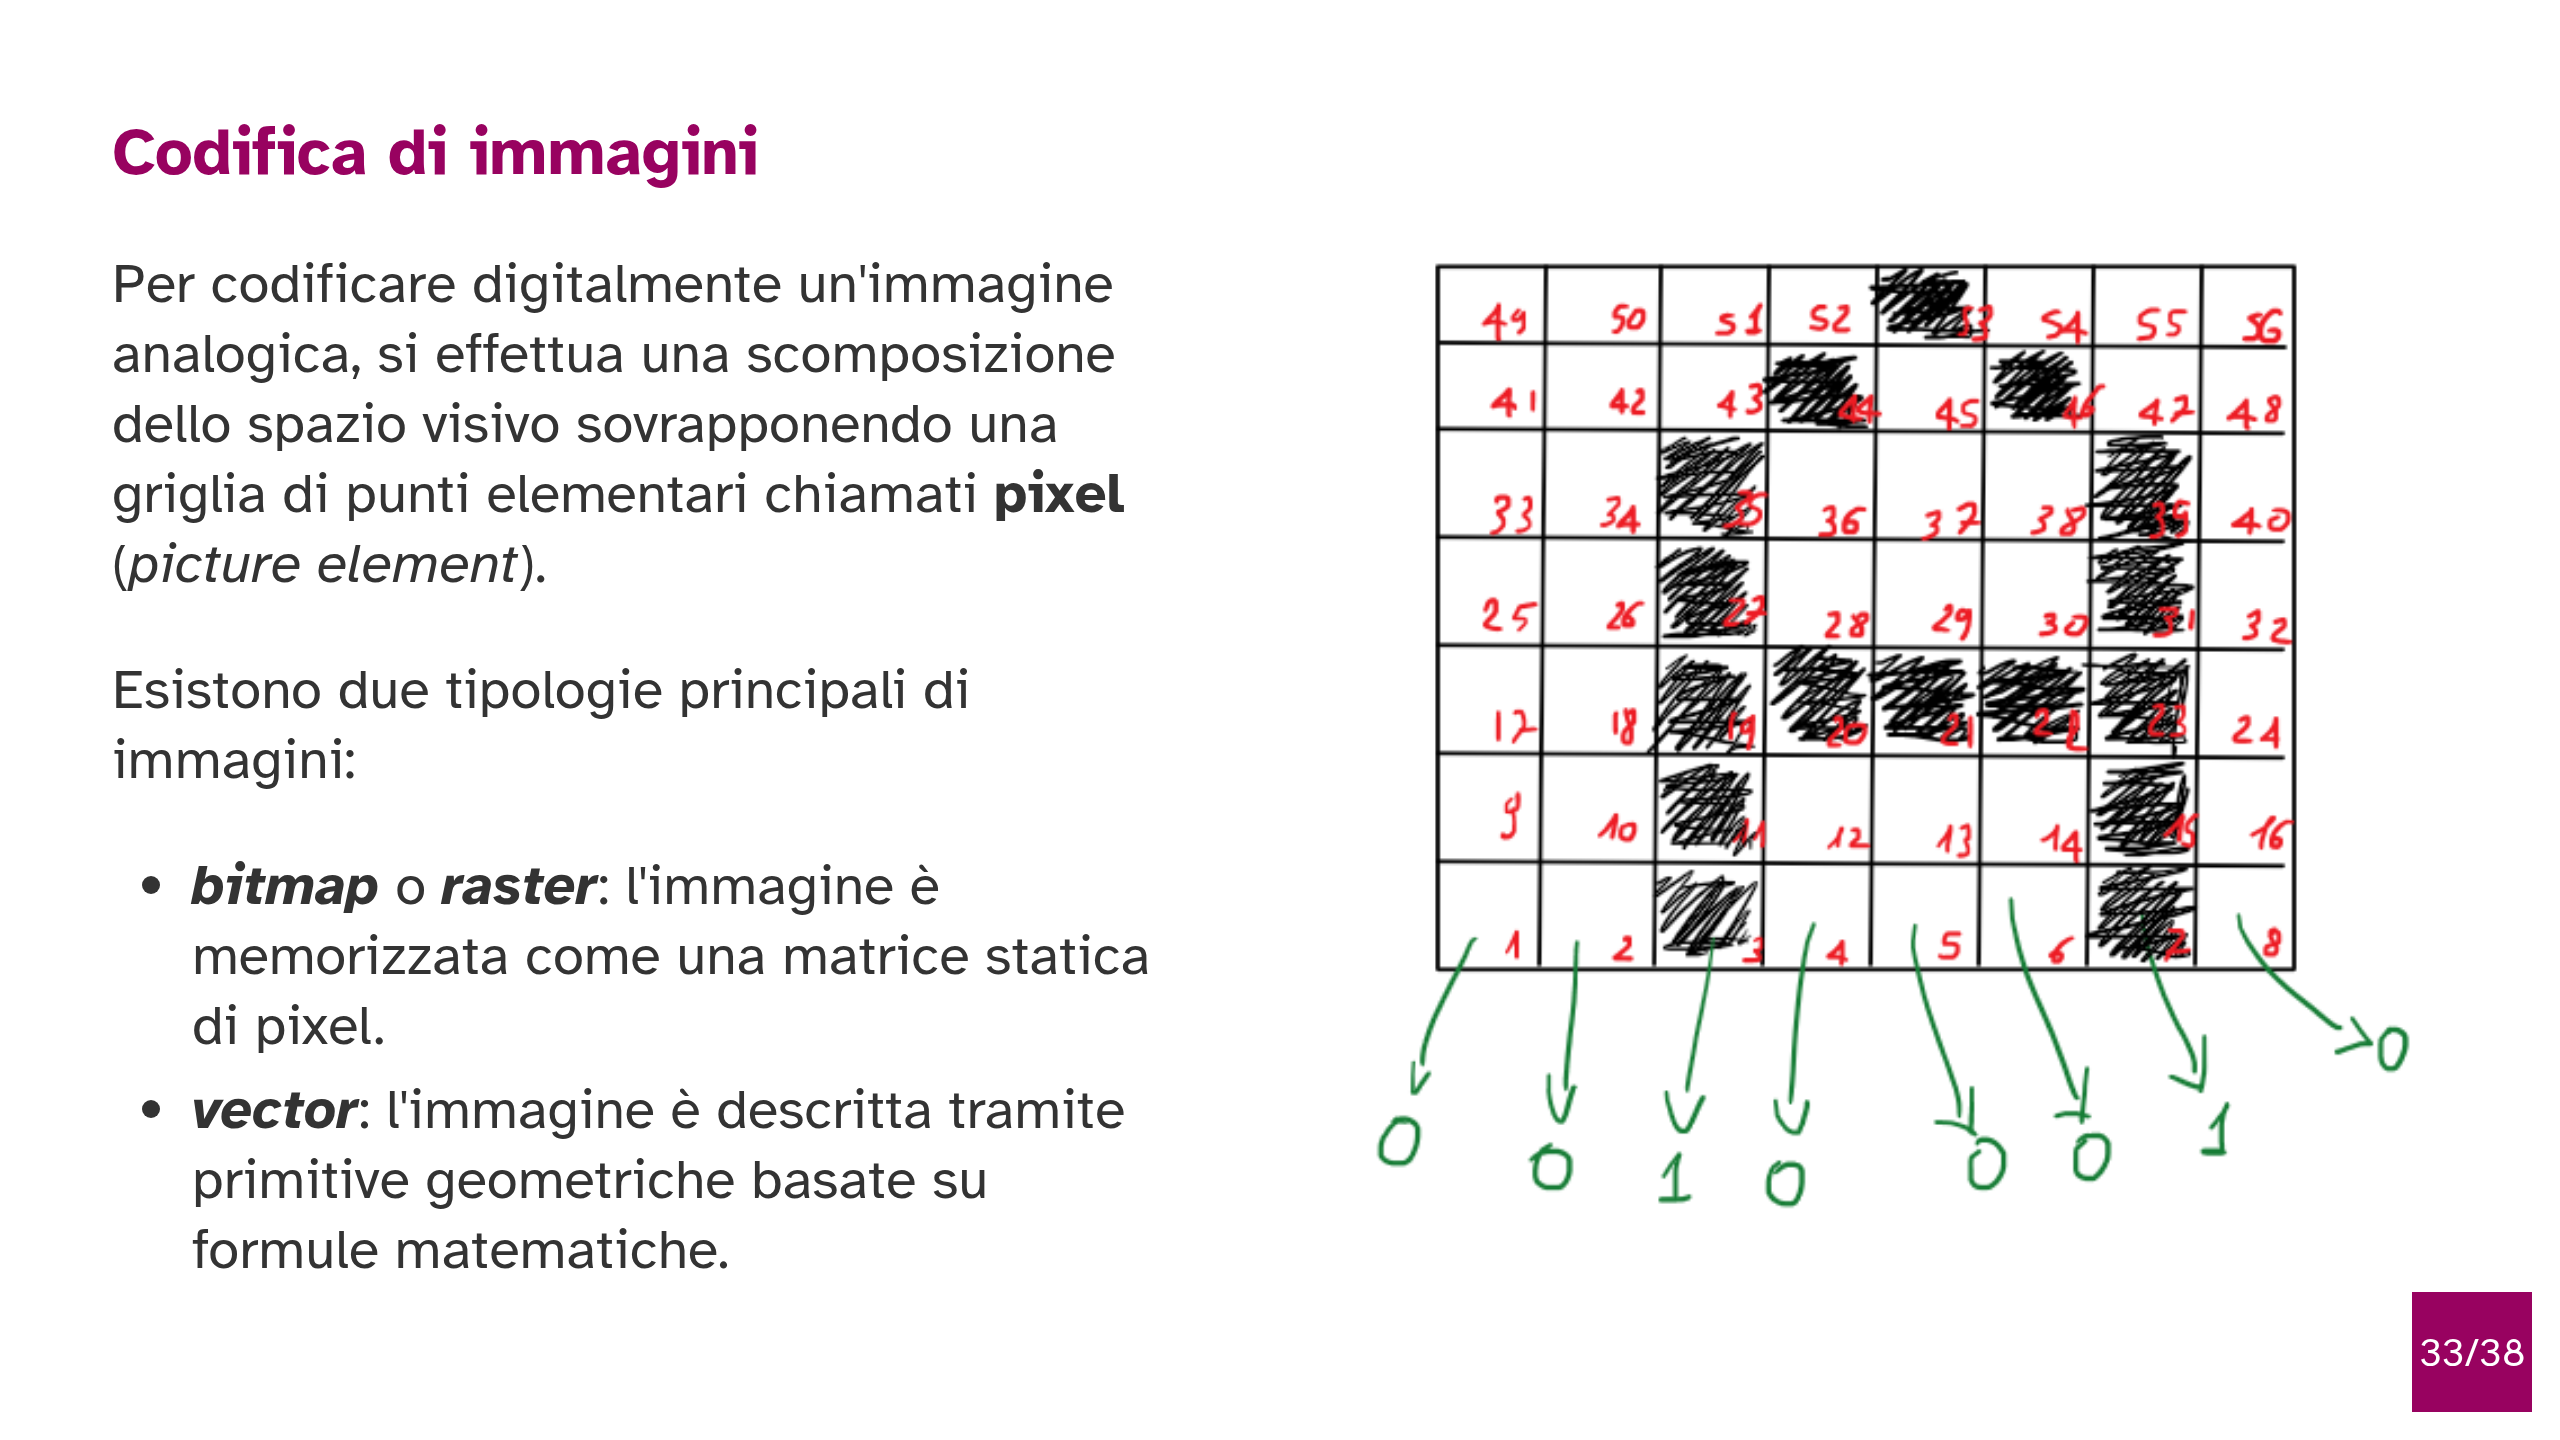 Codifica di immagini
Per codificare digitalmente un'immagine
analogica, si effettua una scomposizione
dello spazio visivo sovrapponendo una
griglia di punti elementari chiamati pixel
(picture element).
Esistono due tipologie principali di
immagini:
• bitmap o raster: l'immagine è
memorizzata come una matrice statica
di pixel.
• vector: l'immagine è descritta tramite
primitive geometriche basate su
formule matematiche.
49 50 51 52 53 54 55 56
41 42 43 44 45 46 47 48
33 34 35 36 37 38 39 40
25 26 27 28 29 30 31 32
17 18 19 20 21 22 23 24
9 10 11 12 13 14 15 16
1 2 3 4 5 6 7 8
0 0 1 0 0 0 1 0
33/38